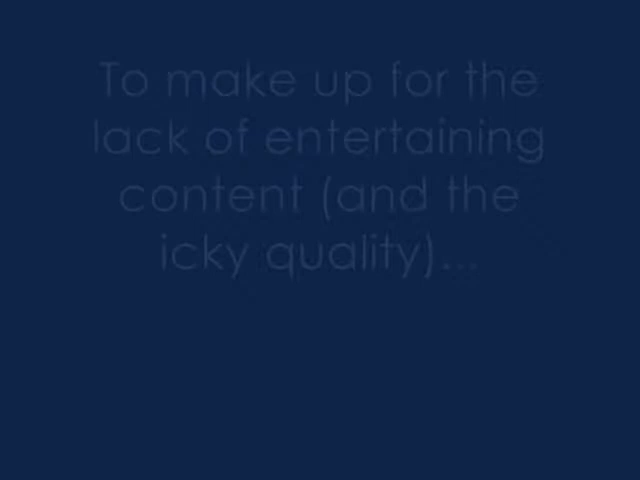 To make up for the
lack of entertaining
content (and the
icky quality)...